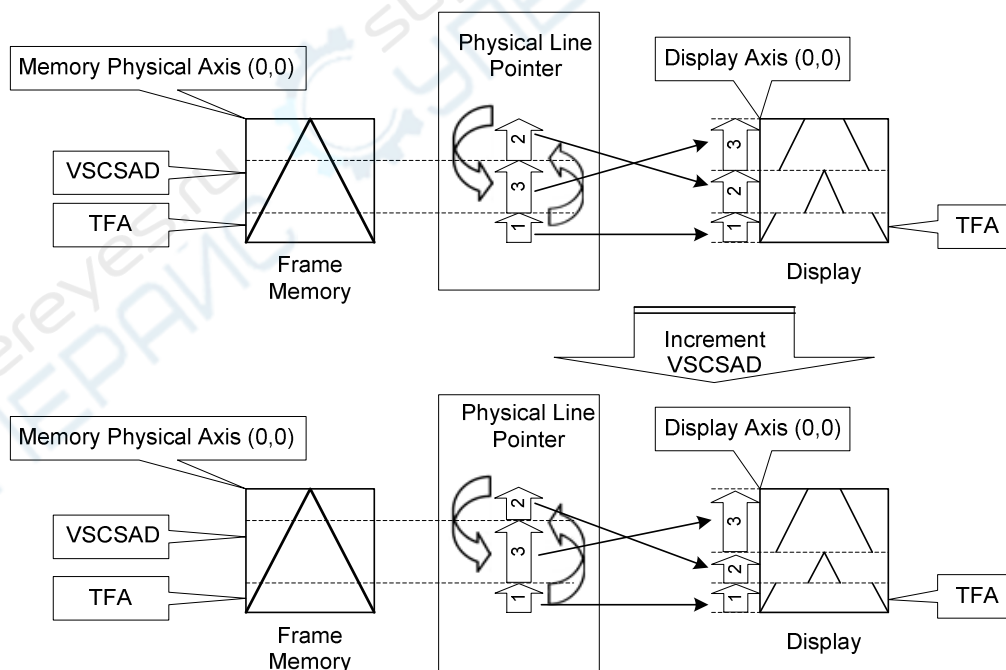 Physical Line
Pointer
Memory Physical Axis (0,0)
Display Axis (0,0)
VSCSAD
TFA
2
3
1
3
2
1
TFA
Frame
Memory
Display
Increment
VSCSAD
Physical Line
Pointer
Memory Physical Axis (0,0)
Display Axis (0,0)
VSCSAD
TFA
2
3
1
3
2
1
TFA
Frame
Memory
Display